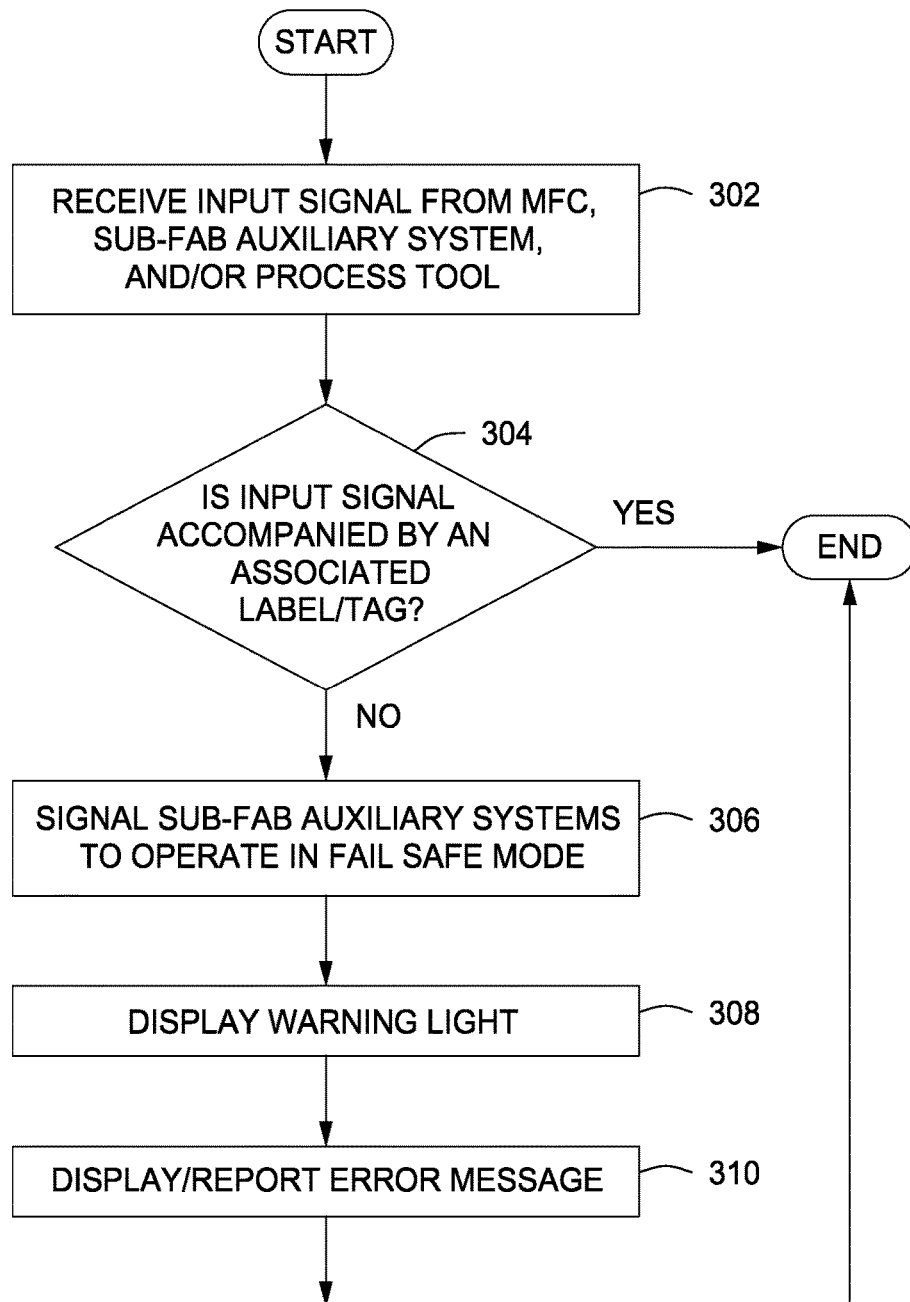 START
RECEIVE INPUT SIGNAL FROM MFC,
SUB-FAB AUXILIARY SYSTEM,
AND/OR PROCESS TOOL
302
304
IS INPUT SIGNAL
ACCOMPANIED BY AN
ASSOCIATED
LABEL/TAG?
YES
END
NO
SIGNAL SUB-FAB AUXILIARY SYSTEMS
TO OPERATE IN FAIL SAFE MODE
306
DISPLAY WARNING LIGHT
308
DISPLAY/REPORT ERROR MESSAGE
310